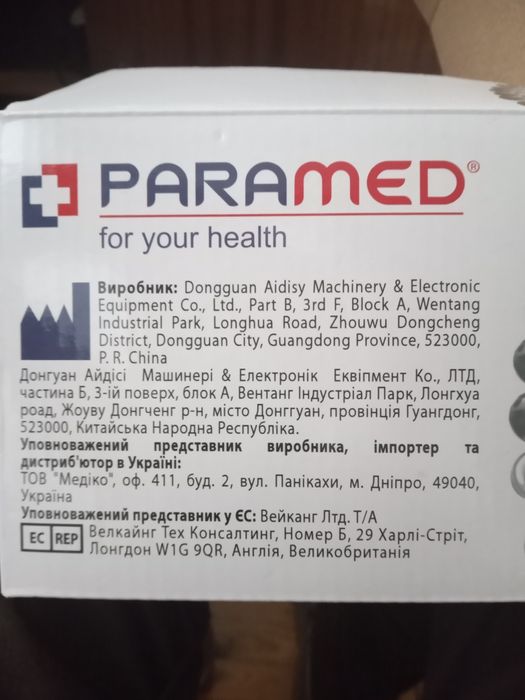 PARAMED®
for your health
Виробник: Dongguan Aidisy Machinery & Electronic
Equipment Co., Ltd., Part B, 3rd F, Block A, Wentang
Industrial Park, Longhua Road, Zhouwu Dongcheng
District, Dongguan City, Guangdong Province, 523000,
P. R. China
Донгуан Айдісі Машинері & Електронік Еквіпмент Ко., ЛТД,
частина Б, 3-ій поверх, блок А, Вентанг Індустріал Парк, Лонгхуа
роад, Жоуву Донгченг р-н, місто Донггуан, провінція Гуангдонг,
523000, Китайська Народна Республіка.
Уповноважений представник виробника, імпортер та
дистриб'ютор в Україні:
ТОВ "Медіко", оф. 411, буд. 2, вул. Панікахи, м. Дніпро, 49040,
Україна
Уповноважений представник у ЄС: Вейканг Лтд. Т/А
EC REP Велкайнг Тех Консалтинг, Номер Б, 29 Харлі-Стріт,
Лонгдон W1G 9QR, Англія, Великобританія